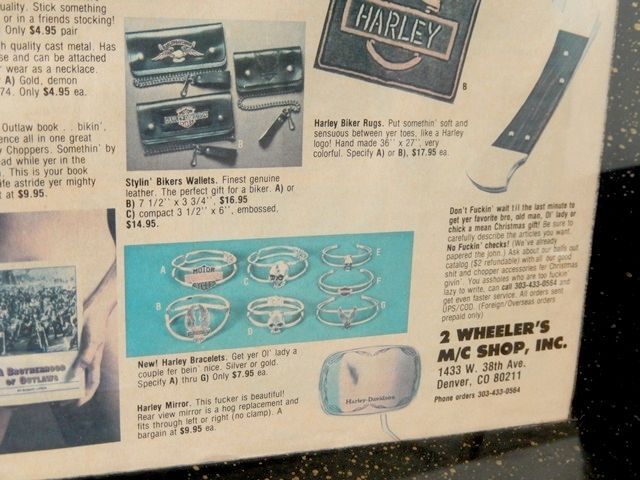 uality. Stick something
or in a friends stocking!
Only $4.95 pair
h quality cast metal. Has
se and can be attached
wear as a necklace.
A) Gold, demon
74. Only $4.95 ea.
Outlaw book . . bikin',
ence all in one great
y Choppers. Somethin' by
ad while yer in the
. This is your book
ife astride yer mighty
at $9.95.
A BROTHERHOOD
OF OUTLAWS
B
Stylin' Bikers Wallets. Finest genuine
leather. The perfect gift for a biker. A) or
B) 7 1/2'' x 3 3/4''. $16.95
C) compact 3 1/2'' x 6'', embossed,
$14.95.
HARLEY
B
Harley Biker Rugs. Put somethin' soft and
sensuous between yer toes, like a Harley
logo! Hand made 36'' x 27'', very
colorful. Specify A) or B), $17.95 ea.
A
MOTOR
CYCLES
C
E
F
B
D
G
New! Harley Bracelets. Get yer Ol' lady a
couple fer bein' nice. Silver or gold.
Specify A) thru G) Only $7.95 ea.
Harley Mirror. This fucker is beautiful!
Rear view mirror is a hog replacement and
fits through left or right (no clamp). A
bargain at $9.95 ea.
Harley-Davidson
Don't Fuckin' wait til the last minute to
get yer favorite bro, old man, Ol' lady or
chick a mean Christmas gift! Be sure to
carefully describe the articles you want.
No Fuckin' checks! (We've already
papered the john.) Ask about our balls out
catalog ($2 refundable) with all our good
shit and chopper accessories fer Christmas
givin'. You assholes who are too fuckin'
lazy to write, can call 303-433-0564 and
get even faster service. All orders sent
UPS/COD. (Foreign/Overseas orders
prepaid only)
2 WHEELER'S
M/C SHOP, INC.
1433 W. 38th Ave.
Denver, CO 80211
Phone orders 303-433-0564